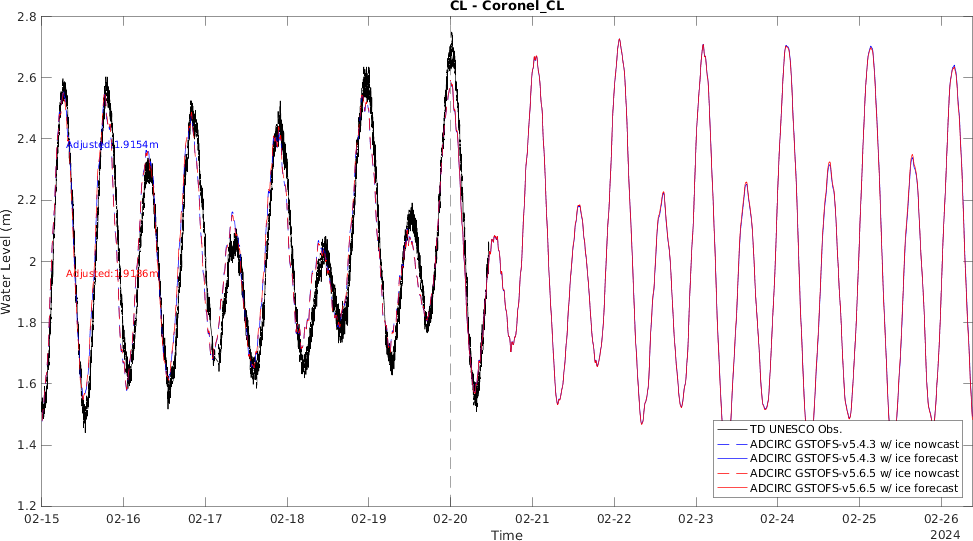 CL - Coronel_CL
2.8
2.6
2.4
2.2
2
1.8
1.6
1.4
1.2
Water Level (m)
Adjusted:1.9154m
Adjusted:1.9186m
TD UNESCO Obs.
ADCIRC GSTOFS-v5.4.3 w/ ice nowcast
ADCIRC GSTOFS-v5.4.3 w/ ice forecast
ADCIRC GSTOFS-v5.6.5 w/ ice nowcast
ADCIRC GSTOFS-v5.6.5 w/ ice forecast
02-15 02-16 02-17 02-18 02-19 02-20 02-21 02-22 02-23 02-24 02-25 02-26
Time 2024